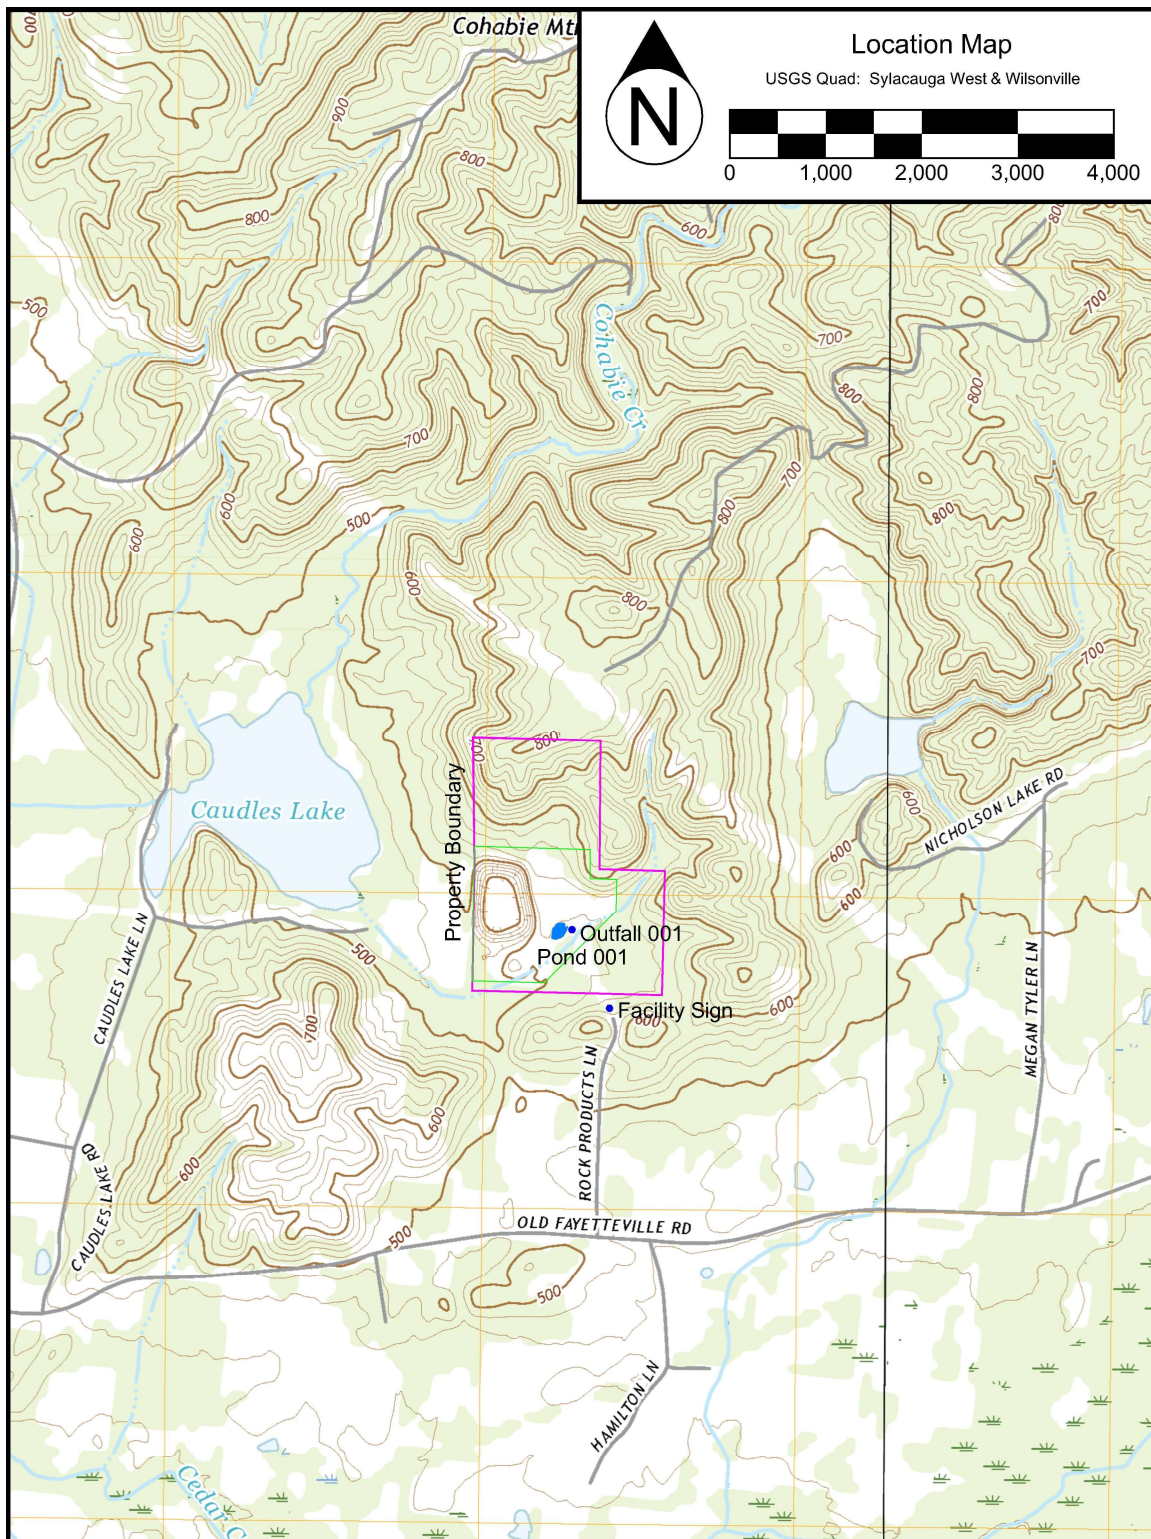 Cohabie Mtn
Location Map
USGS Quad: Sylacauga West & Wilsonville
N
0 1,000 2,000 3,000 4,000
700
900
800
800
800
600
500
700
700
Cohabie Cr
800
800
700
700
600
500
800
800
600
600
800
700
800
700
Caudles Lake
Property Boundary
600
NICHOLSON LAKE RD
600
600
Outfall 001
Pond 001
CAUDLES LAKE LN
500
Facility Sign
600
600
700
MEGAN TYLER LN
ROCK PRODUCTS LN
600
600
CAUDLES LAKE RD
OLD FAYETTEVILLE RD
500
500
HAMILTON LN
Cedar C